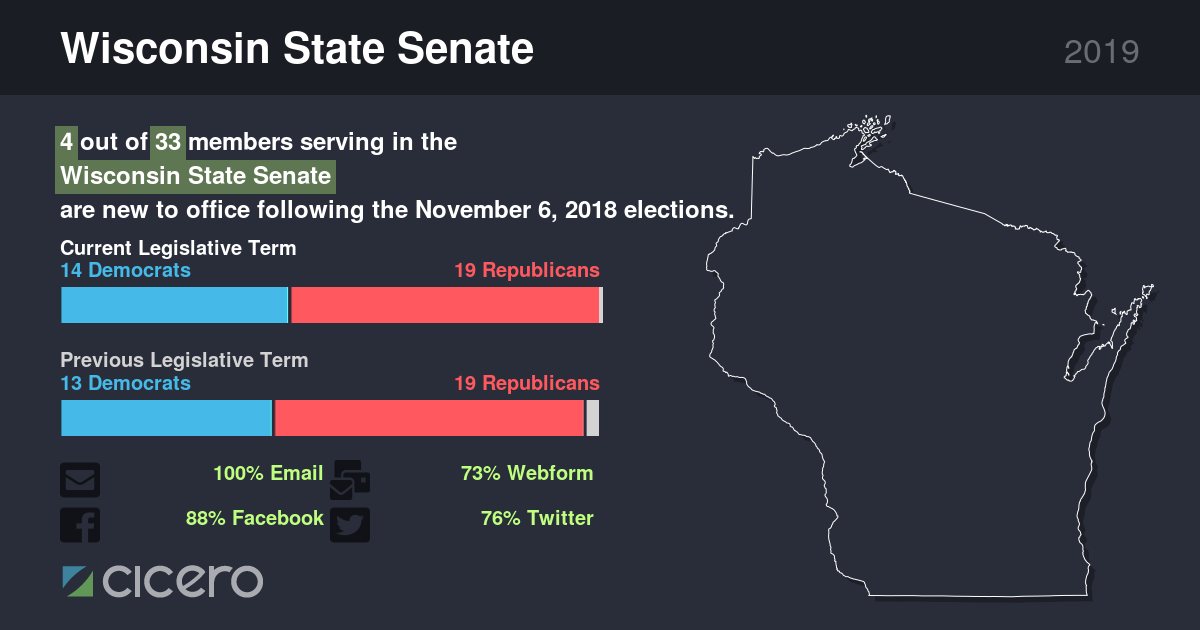 Wisconsin State Senate
2019
4 out of 33 members serving in the
Wisconsin State Senate
are new to office following the November 6, 2018 elections.
Current Legislative Term
14 Democrats
19 Republicans
Previous Legislative Term
13 Democrats
19 Republicans
100% Email
73% Webform
88% Facebook
76% Twitter
cicero